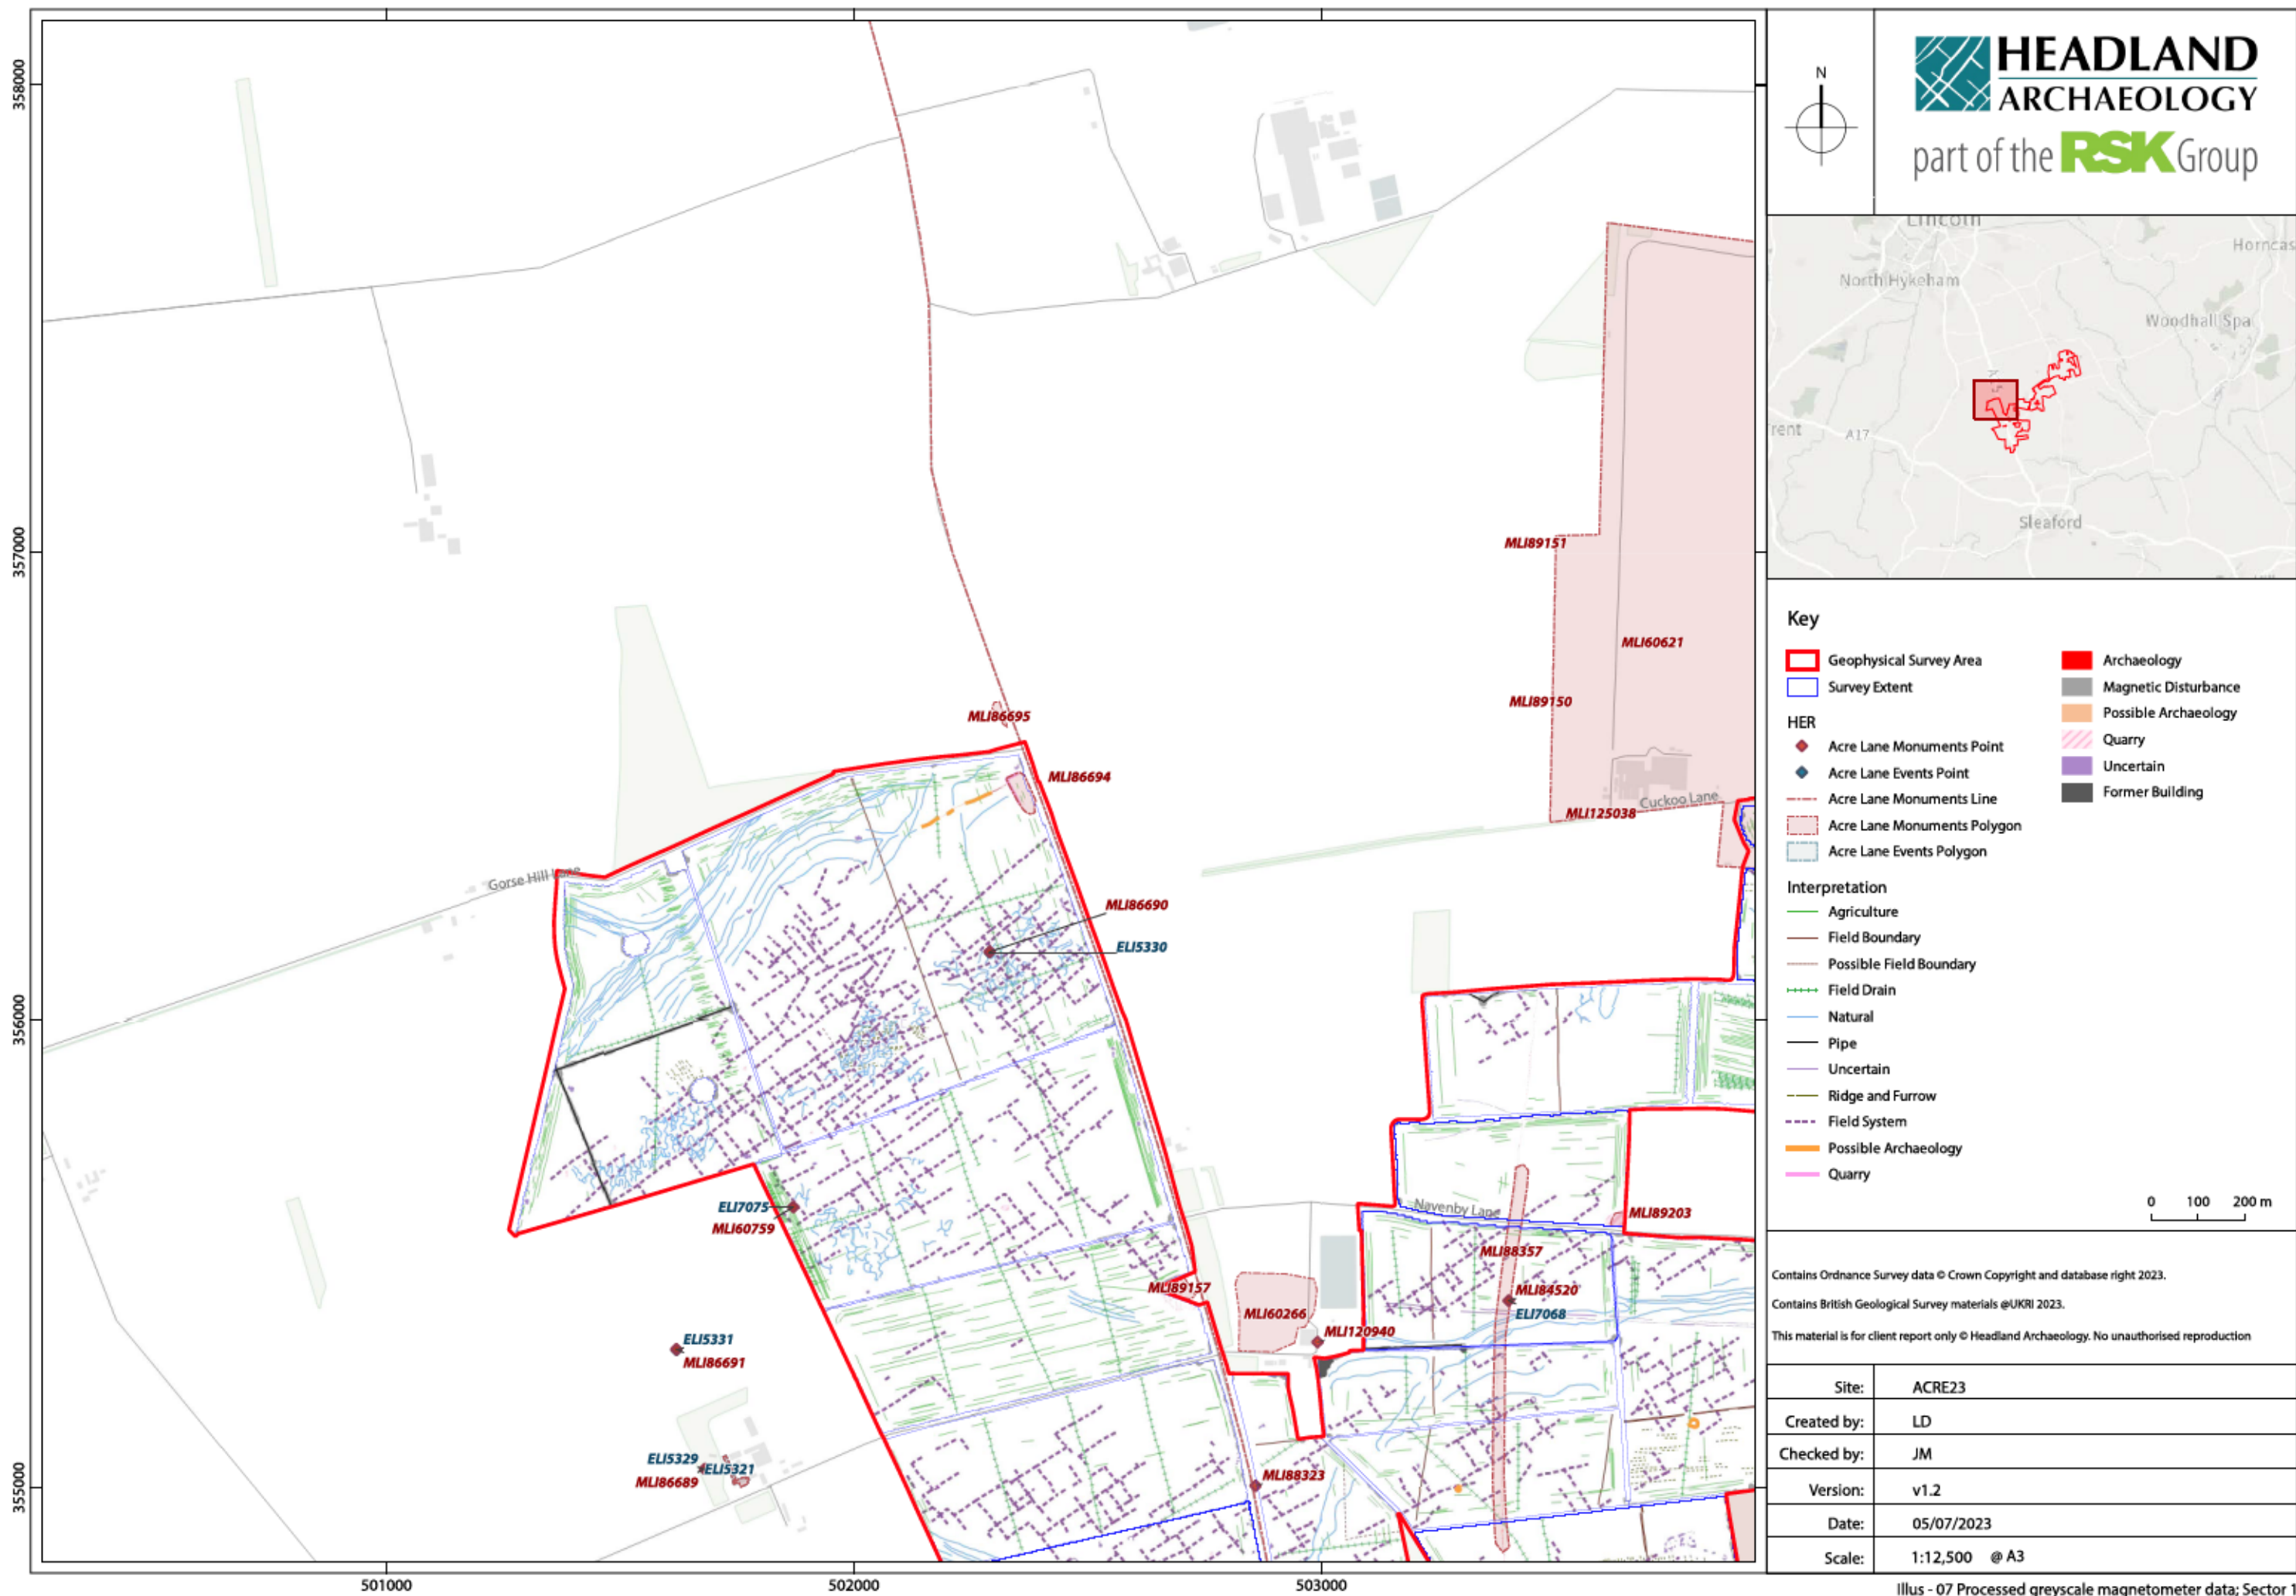 358000
357000
356000
355000
501000
502000
503000
MLI89151
MLI60621
MLI89150
MLI86695
MLI86694
Cuckoo Lane
MLI125038
Gorse Hill Lane
MLI86690
ELI5330
ELI7075
MLI60759
Navenby Lane
MLI89203
MLI88357
MLI89157
MLI84520
MLI60266
ELI7068
MLI120940
ELI5331
MLI86691
ELI5329
ELI5321
MLI86689
MLI88323
N
HEADLAND
ARCHAEOLOGY
part of the RSK Group
Lincoln
Horncas
North Hykeham
Woodhall Spa
rent
A17
Sleaford
Key
Geophysical Survey Area
Survey Extent
HER
Acre Lane Monuments Point
Acre Lane Events Point
Acre Lane Monuments Line
Acre Lane Monuments Polygon
Acre Lane Events Polygon
Interpretation
Agriculture
Field Boundary
Possible Field Boundary
Field Drain
Natural
Pipe
Uncertain
Ridge and Furrow
Field System
Possible Archaeology
Quarry
Archaeology
Magnetic Disturbance
Possible Archaeology
Quarry
Uncertain
Former Building
0 100 200 m
Contains Ordnance Survey data © Crown Copyright and database right 2023.
Contains British Geological Survey materials @UKRI 2023.
This material is for client report only © Headland Archaeology. No unauthorised reproduction
Site: ACRE23
Created by: LD
Checked by: JM
Version: v1.2
Date: 05/07/2023
Scale: 1:12,500 @ A3
Illus - 07 Processed greyscale magnetometer data; Sector 1